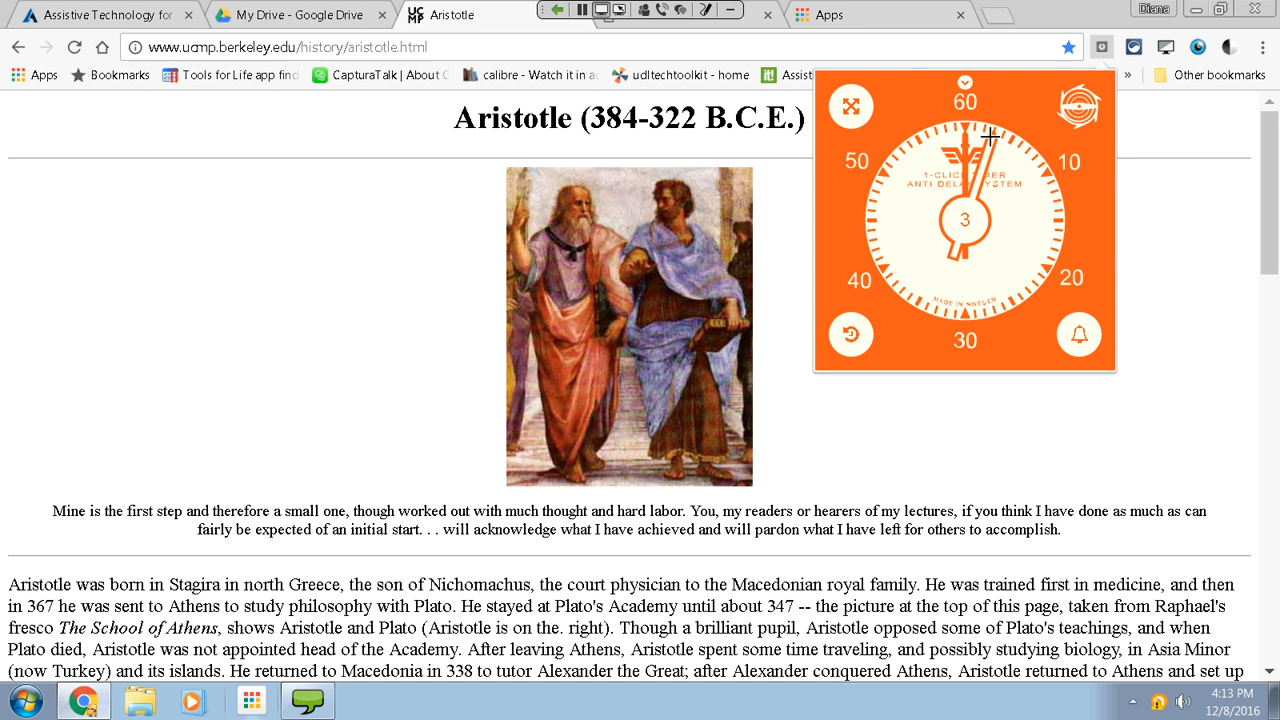 Assistive Technology for
My Drive - Google Drive
UC MP
Aristotle
Apps
Diana
www.ucmp.berkeley.edu/history/aristotle.html
Apps
Bookmarks
Tools for Life app find
CapturaTalk | About C
calibre - Watch it in a
udltechtoolkit - home
it!
Assist
»
Other bookmarks
Aristotle (384-322 B.C.E.)
60
50
10
1-CLICK TIMER
ANTI DELAY SYSTEM
3
40
20
MADE IN SWEDEN
30
Mine is the first step and therefore a small one, though worked out with much thought and hard labor. You, my readers or hearers of my lectures, if you think I have done as much as can
fairly be expected of an initial start. . . will acknowledge what I have achieved and will pardon what I have left for others to accomplish.
Aristotle was born in Stagira in north Greece, the son of Nichomachus, the court physician to the Macedonian royal family. He was trained first in medicine, and then
in 367 he was sent to Athens to study philosophy with Plato. He stayed at Plato's Academy until about 347 -- the picture at the top of this page, taken from Raphael's
fresco The School of Athens, shows Aristotle and Plato (Aristotle is on the. right). Though a brilliant pupil, Aristotle opposed some of Plato's teachings, and when
Plato died, Aristotle was not appointed head of the Academy. After leaving Athens, Aristotle spent some time traveling, and possibly studying biology, in Asia Minor
(now Turkey) and its islands. He returned to Macedonia in 338 to tutor Alexander the Great; after Alexander conquered Athens, Aristotle returned to Athens and set up
4:13 PM
12/8/2016